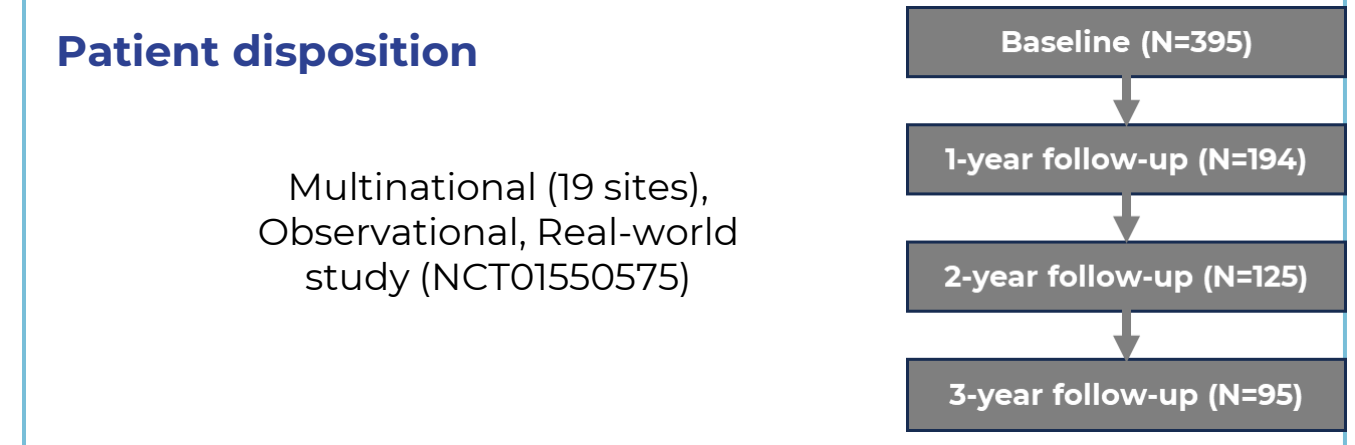 Patient disposition
Multinational (19 sites),
Observational, Real-world
study (NCT01550575)
Baseline (N=395)
1-year follow-up (N=194)
2-year follow-up (N=125)
3-year follow-up (N=95)